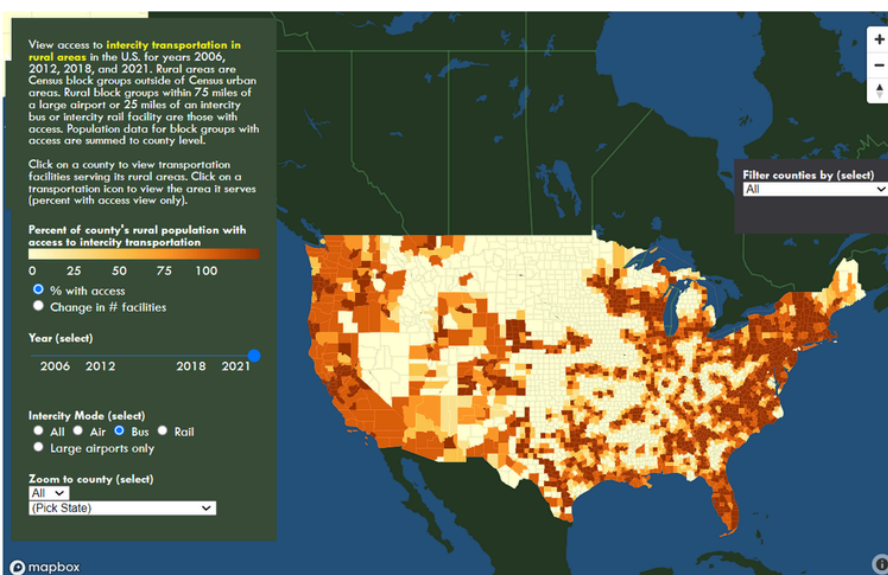 View access to intercity transportation in
rural areas in the U.S. for years 2006,
2012, 2018, and 2021. Rural areas are
Census block groups outside of Census urban
areas. Rural block groups within 75 miles of
a large airport or 25 miles of an intercity
bus or intercity rail facility are those with
access. Population data for block groups with
access are summed to county level.
Click on a county to view transportation
facilities serving its rural areas. Click on a
transportation icon to view the area it serves
(percent with access view only).
Percent of county's rural population with
access to intercity transportation
0 25 50 75 100
% with access
Change in # facilities
Year (select)
2006 2012 2018 2021
Intercity Mode (select)
All Air Bus Rail
Large airports only
Zoom to county (select)
All
(Pick State)
Filter counties by (select)
All
mapbox